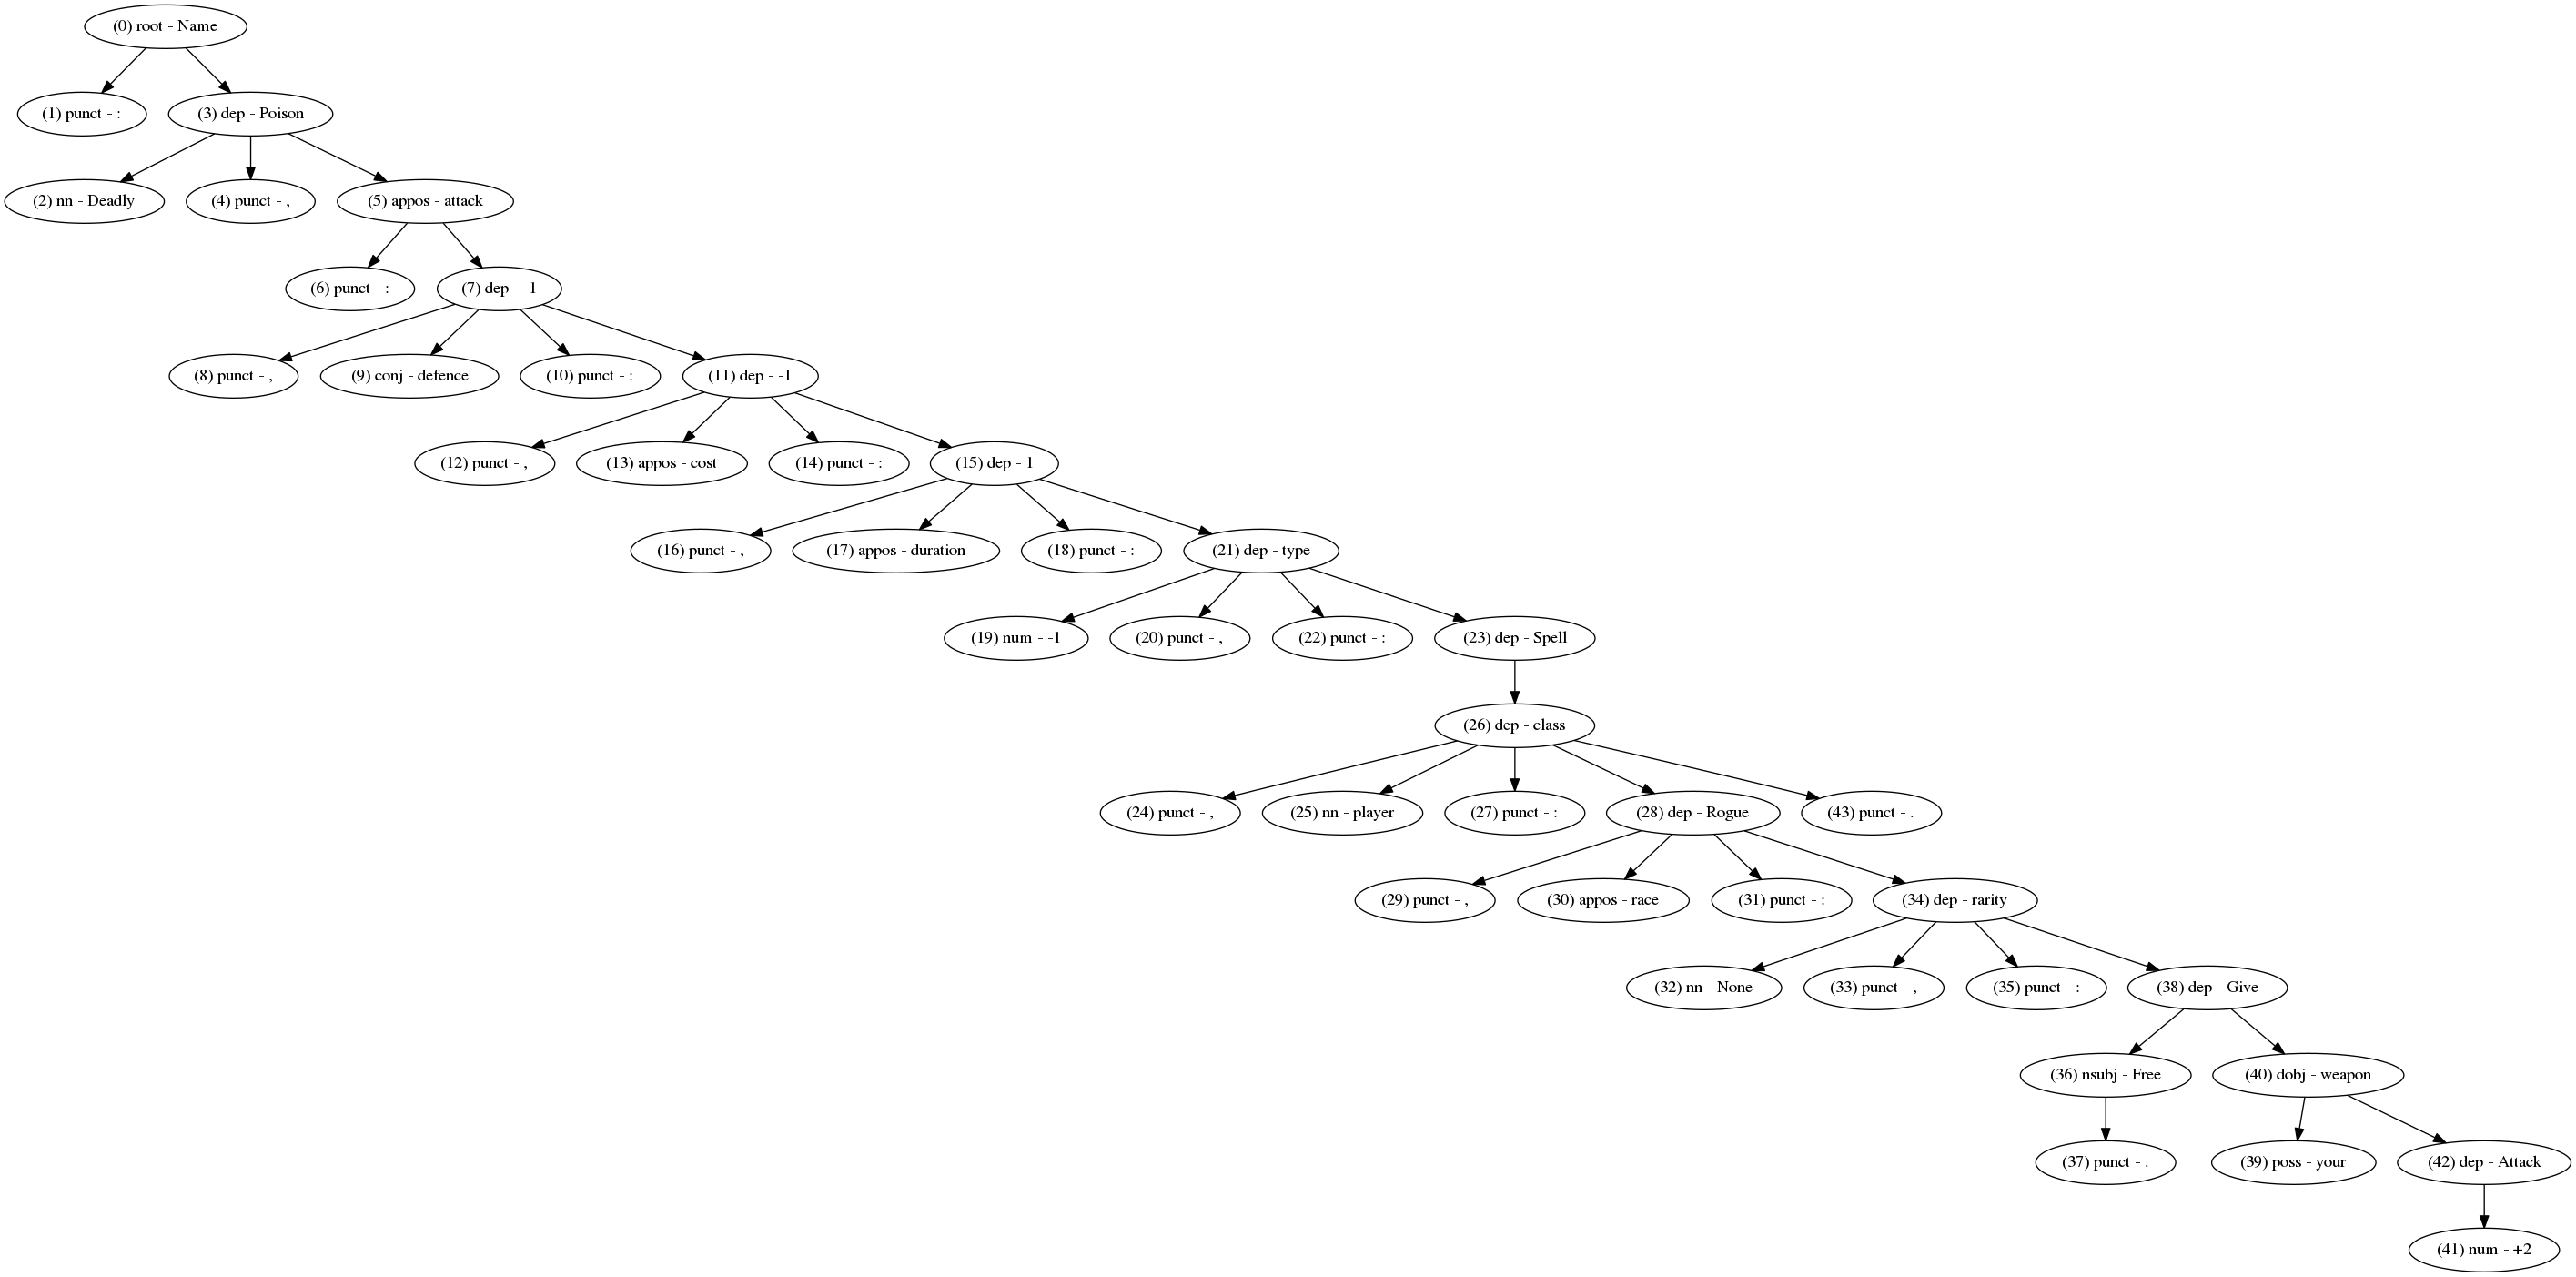 (0) root - Name
(1) punct - :
(3) dep - Poison
(2) nn - Deadly
(4) punct - ,
(5) appos - attack
(6) punct - :
(7) dep - -1
(8) punct - ,
(9) conj - defence
(10) punct - :
(11) dep - -1
(12) punct - ,
(13) appos - cost
(14) punct - :
(15) dep - 1
(16) punct - ,
(17) appos - duration
(18) punct - :
(21) dep - type
(19) num - -1
(20) punct - ,
(22) punct - :
(23) dep - Spell
(26) dep - class
(24) punct - ,
(25) nn - player
(27) punct - :
(28) dep - Rogue
(43) punct - .
(29) punct - ,
(30) appos - race
(31) punct - :
(34) dep - rarity
(32) nn - None
(33) punct - ,
(35) punct - :
(38) dep - Give
(36) nsubj - Free
(40) dobj - weapon
(37) punct - .
(39) poss - your
(42) dep - Attack
(41) num - +2